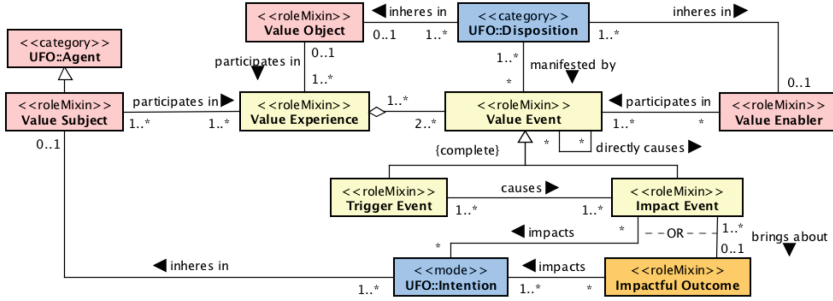 <<roleMixin>>
Value Object
◀ inheres in
<<category>>
UFO::Disposition
inheres in ▶
<<category>>
UFO::Agent
0..1
1..*
1..*
0..1
participates in
▼
1..*
1..*
*
manifested by
▼
0..1
<<roleMixin>>
Value Subject
participates in ▶
1..*
1..*
<<roleMixin>>
Value Experience
1..*
2..*
<<roleMixin>>
Value Event
◀ participates in
1..*
*
<<roleMixin>>
Value Enabler
0..1
{complete}
*
*
directly causes ▶
<<roleMixin>>
Trigger Event
causes ▶
1..*
1..*
<<roleMixin>>
Impact Event
◀ impacts
*
*
OR
1..*
0..1
brings about
▼
◀ inheres in
1..*
<<mode>>
UFO::Intention
◀ impacts
1..*
*
<<roleMixin>>
Impactful Outcome